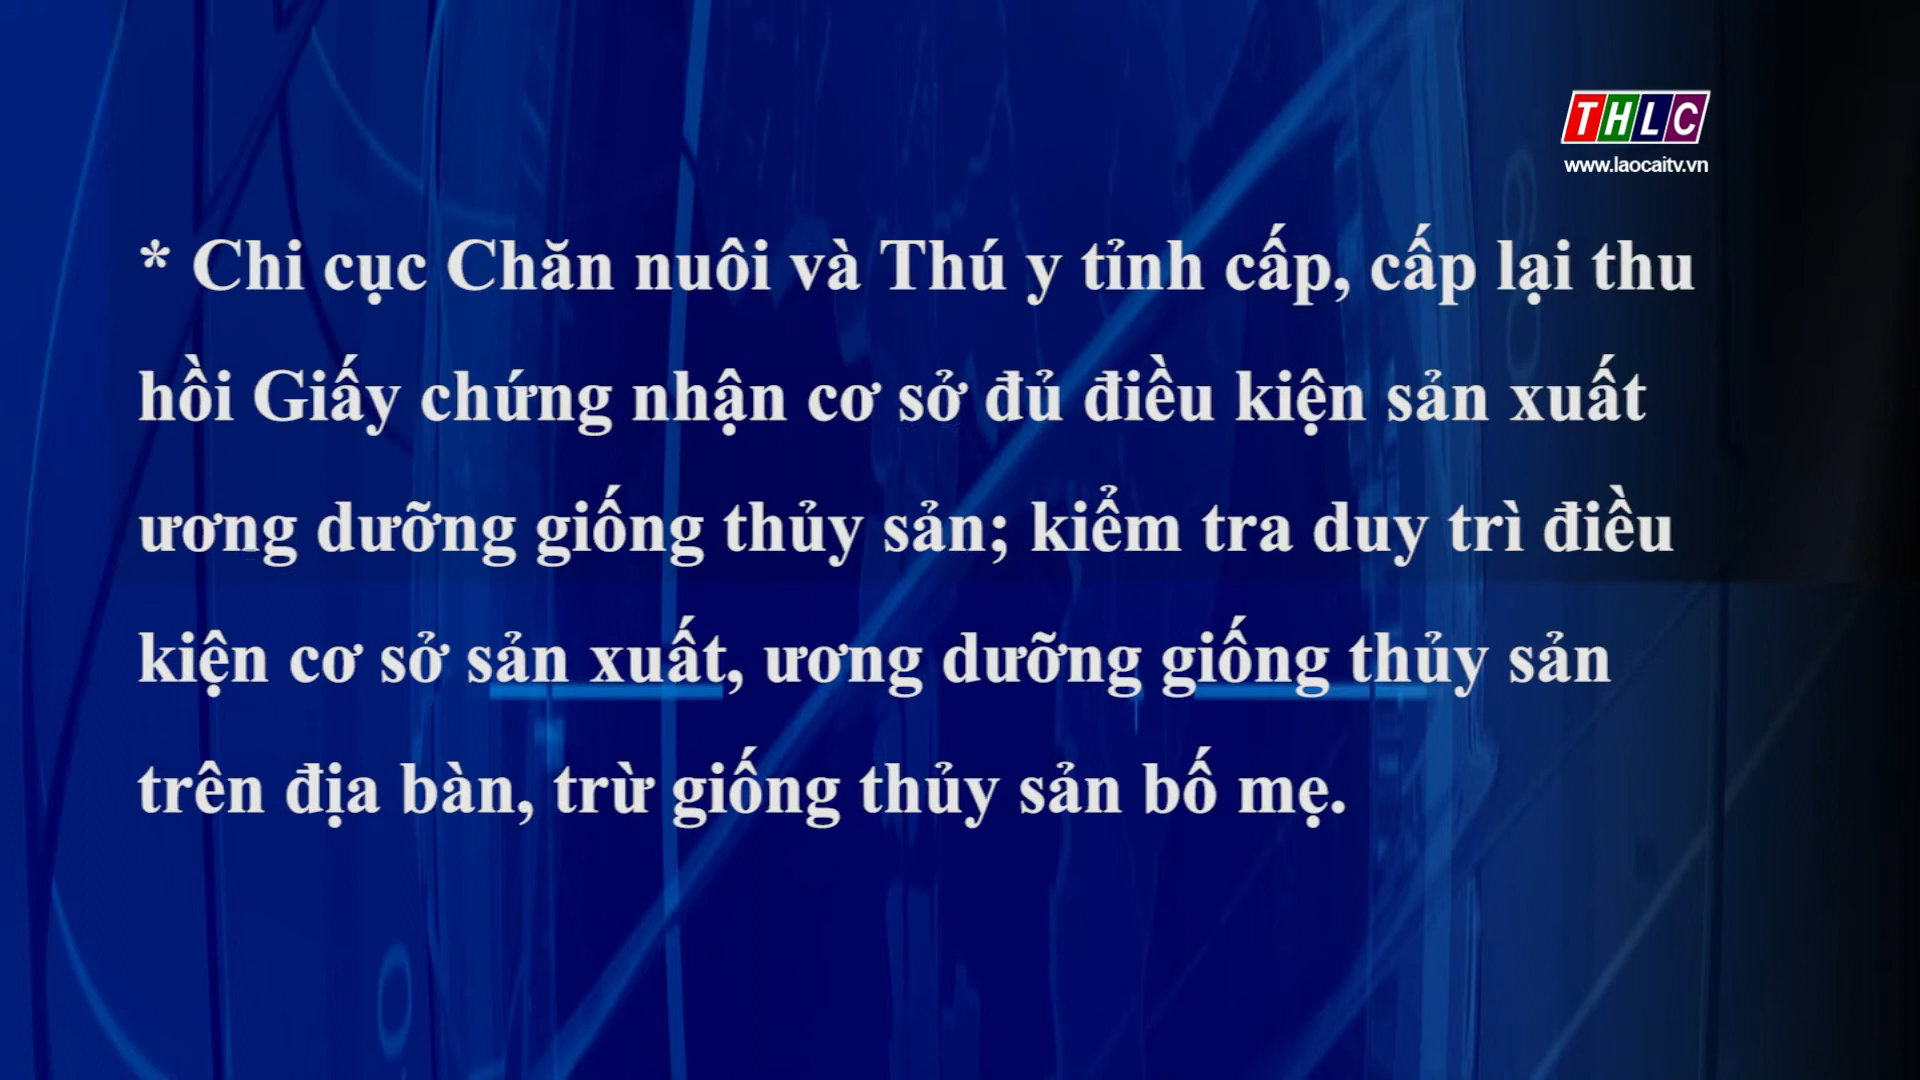 THLC
www.laocaitv.vn
* Chi cục Chăn nuôi và Thú y tỉnh cấp, cấp lại thu
hồi Giấy chứng nhận cơ sở đủ điều kiện sản xuất
ương dưỡng giống thủy sản; kiểm tra duy trì điều
kiện cơ sở sản xuất, ương dưỡng giống thủy sản
trên địa bàn, trừ giống thủy sản bố mẹ.